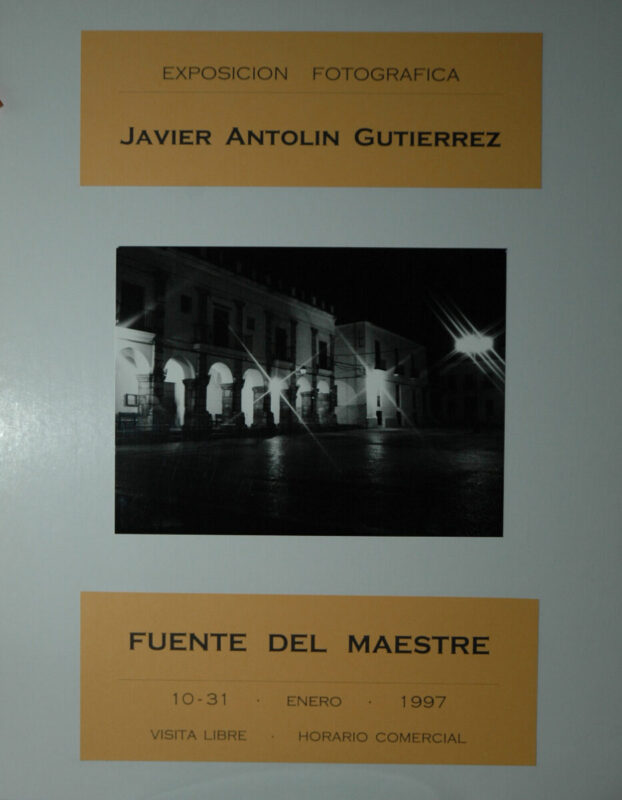 EXPOSICION FOTOGRAFICA
JAVIER ANTOLIN GUTIERREZ
FUENTE DEL MAESTRE
10-31 · ENERO · 1997
VISITA LIBRE · HORARIO COMERCIAL